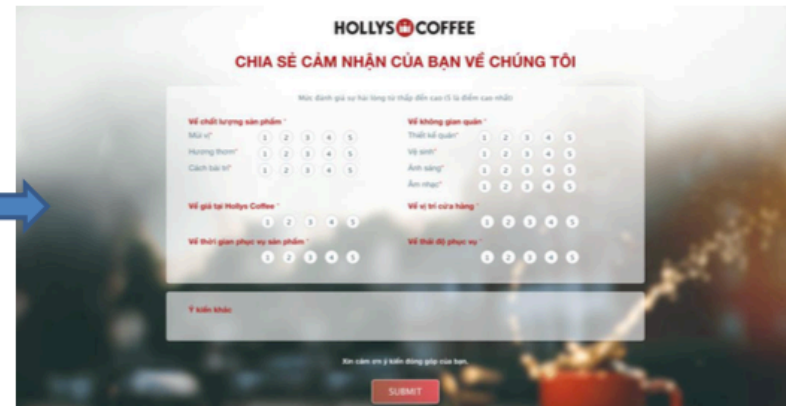 HOLLYS COFFEE
CHIA SẺ CẢM NHẬN CỦA BẠN VỀ CHÚNG TÔI
Mức đánh giá sự hài lòng từ thấp đến cao (5 là điểm cao nhất)
Về chất lượng sản phẩm *
Mùi vị* 1 2 3 4 5
Hương thơm* 1 2 3 4 5
Cách bài trí* 1 2 3 4 5
Về không gian quán *
Thiết kế quán* 1 2 3 4 5
Vệ sinh* 1 2 3 4 5
Ánh sáng* 1 2 3 4 5
Âm nhạc* 1 2 3 4 5
Về giá tại Hollys Coffee *
1 2 3 4 5
Về vị trí cửa hàng *
1 2 3 4 5
Về thời gian phục vụ sản phẩm *
1 2 3 4 5
Về thái độ phục vụ *
1 2 3 4 5
Ý kiến khác
Xin cảm ơn ý kiến đóng góp của bạn.
SUBMIT